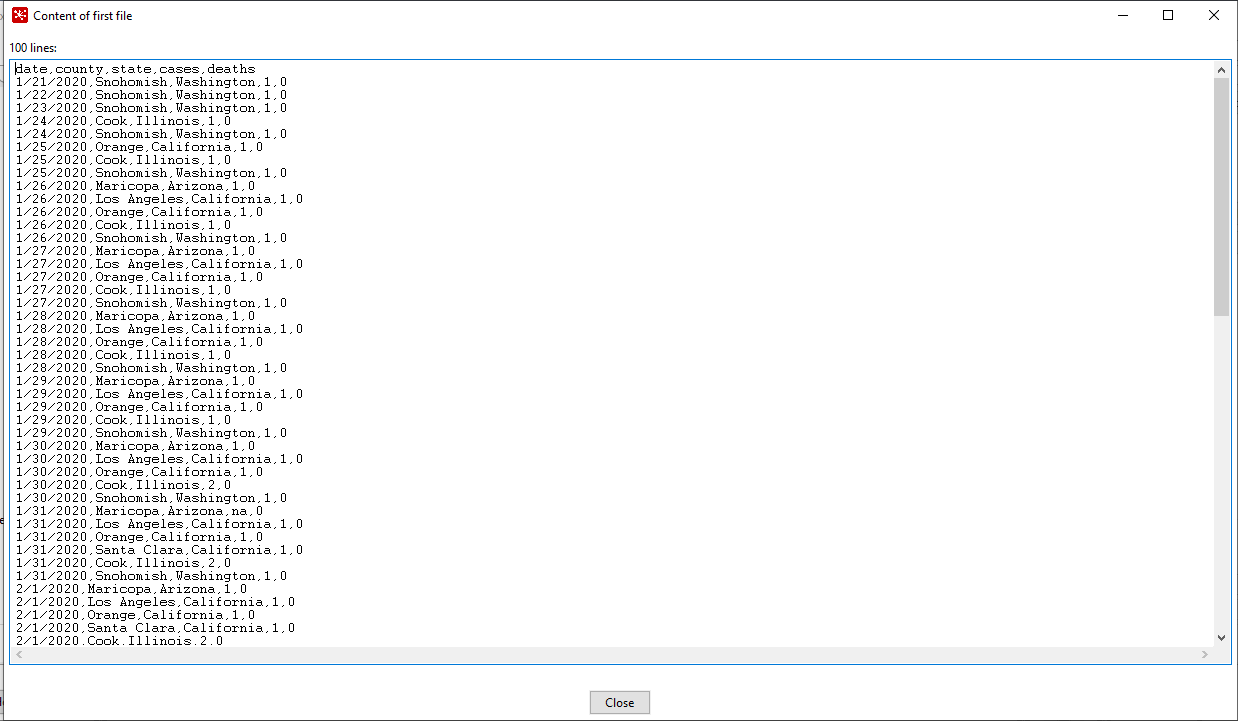 Content of first file
100 lines:
date,county,state,cases,deaths
1/21/2020,Snohomish,Washington,1,0
1/22/2020,Snohomish,Washington,1,0
1/23/2020,Snohomish,Washington,1,0
1/24/2020,Cook,Illinois,1,0
1/24/2020,Snohomish,Washington,1,0
1/25/2020,Orange,California,1,0
1/25/2020,Cook,Illinois,1,0
1/25/2020,Snohomish,Washington,1,0
1/26/2020,Maricopa,Arizona,1,0
1/26/2020,Los Angeles,California,1,0
1/26/2020,Orange,California,1,0
1/26/2020,Cook,Illinois,1,0
1/26/2020,Snohomish,Washington,1,0
1/27/2020,Maricopa,Arizona,1,0
1/27/2020,Los Angeles,California,1,0
1/27/2020,Orange,California,1,0
1/27/2020,Cook,Illinois,1,0
1/27/2020,Snohomish,Washington,1,0
1/28/2020,Maricopa,Arizona,1,0
1/28/2020,Los Angeles,California,1,0
1/28/2020,Orange,California,1,0
1/28/2020,Cook,Illinois,1,0
1/28/2020,Snohomish,Washington,1,0
1/29/2020,Maricopa,Arizona,1,0
1/29/2020,Los Angeles,California,1,0
1/29/2020,Orange,California,1,0
1/29/2020,Cook,Illinois,1,0
1/29/2020,Snohomish,Washington,1,0
1/30/2020,Maricopa,Arizona,1,0
1/30/2020,Los Angeles,California,1,0
1/30/2020,Orange,California,1,0
1/30/2020,Cook,Illinois,2,0
1/30/2020,Snohomish,Washington,1,0
1/31/2020,Maricopa,Arizona,na,0
1/31/2020,Los Angeles,California,1,0
1/31/2020,Orange,California,1,0
1/31/2020,Santa Clara,California,1,0
1/31/2020,Cook,Illinois,2,0
1/31/2020,Snohomish,Washington,1,0
2/1/2020,Maricopa,Arizona,1,0
2/1/2020,Los Angeles,California,1,0
2/1/2020,Orange,California,1,0
2/1/2020,Santa Clara,California,1,0
2/1/2020,Cook,Illinois,2,0
Close